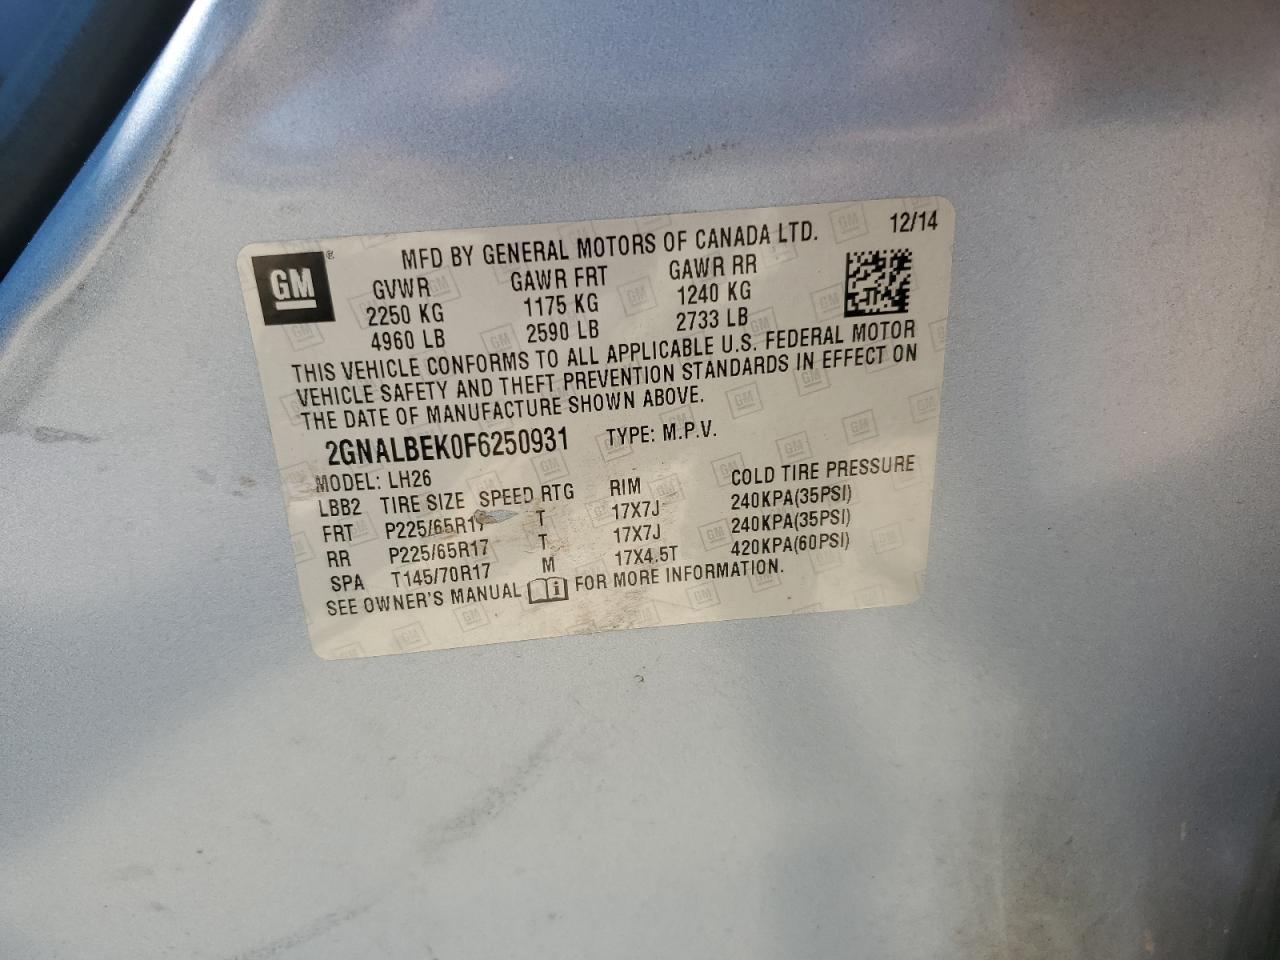 GM®
MFD BY GENERAL MOTORS OF CANADA LTD. 12/14
GVWR GAWR FRT GAWR RR
2250 KG 1175 KG 1240 KG
4960 LB 2590 LB 2733 LB
THIS VEHICLE CONFORMS TO ALL APPLICABLE U.S. FEDERAL MOTOR
VEHICLE SAFETY AND THEFT PREVENTION STANDARDS IN EFFECT ON
THE DATE OF MANUFACTURE SHOWN ABOVE.
2GNALBEK0F6250931 TYPE: M.P.V.
MODEL: LH26
LBB2 TIRE SIZE SPEED RTG RIM COLD TIRE PRESSURE
FRT P225/65R17 T 17X7J 240KPA(35PSI)
RR P225/65R17 T 17X7J 240KPA(35PSI)
SPA T145/70R17 M 17X4.5T 420KPA(60PSI)
SEE OWNER'S MANUAL i FOR MORE INFORMATION.